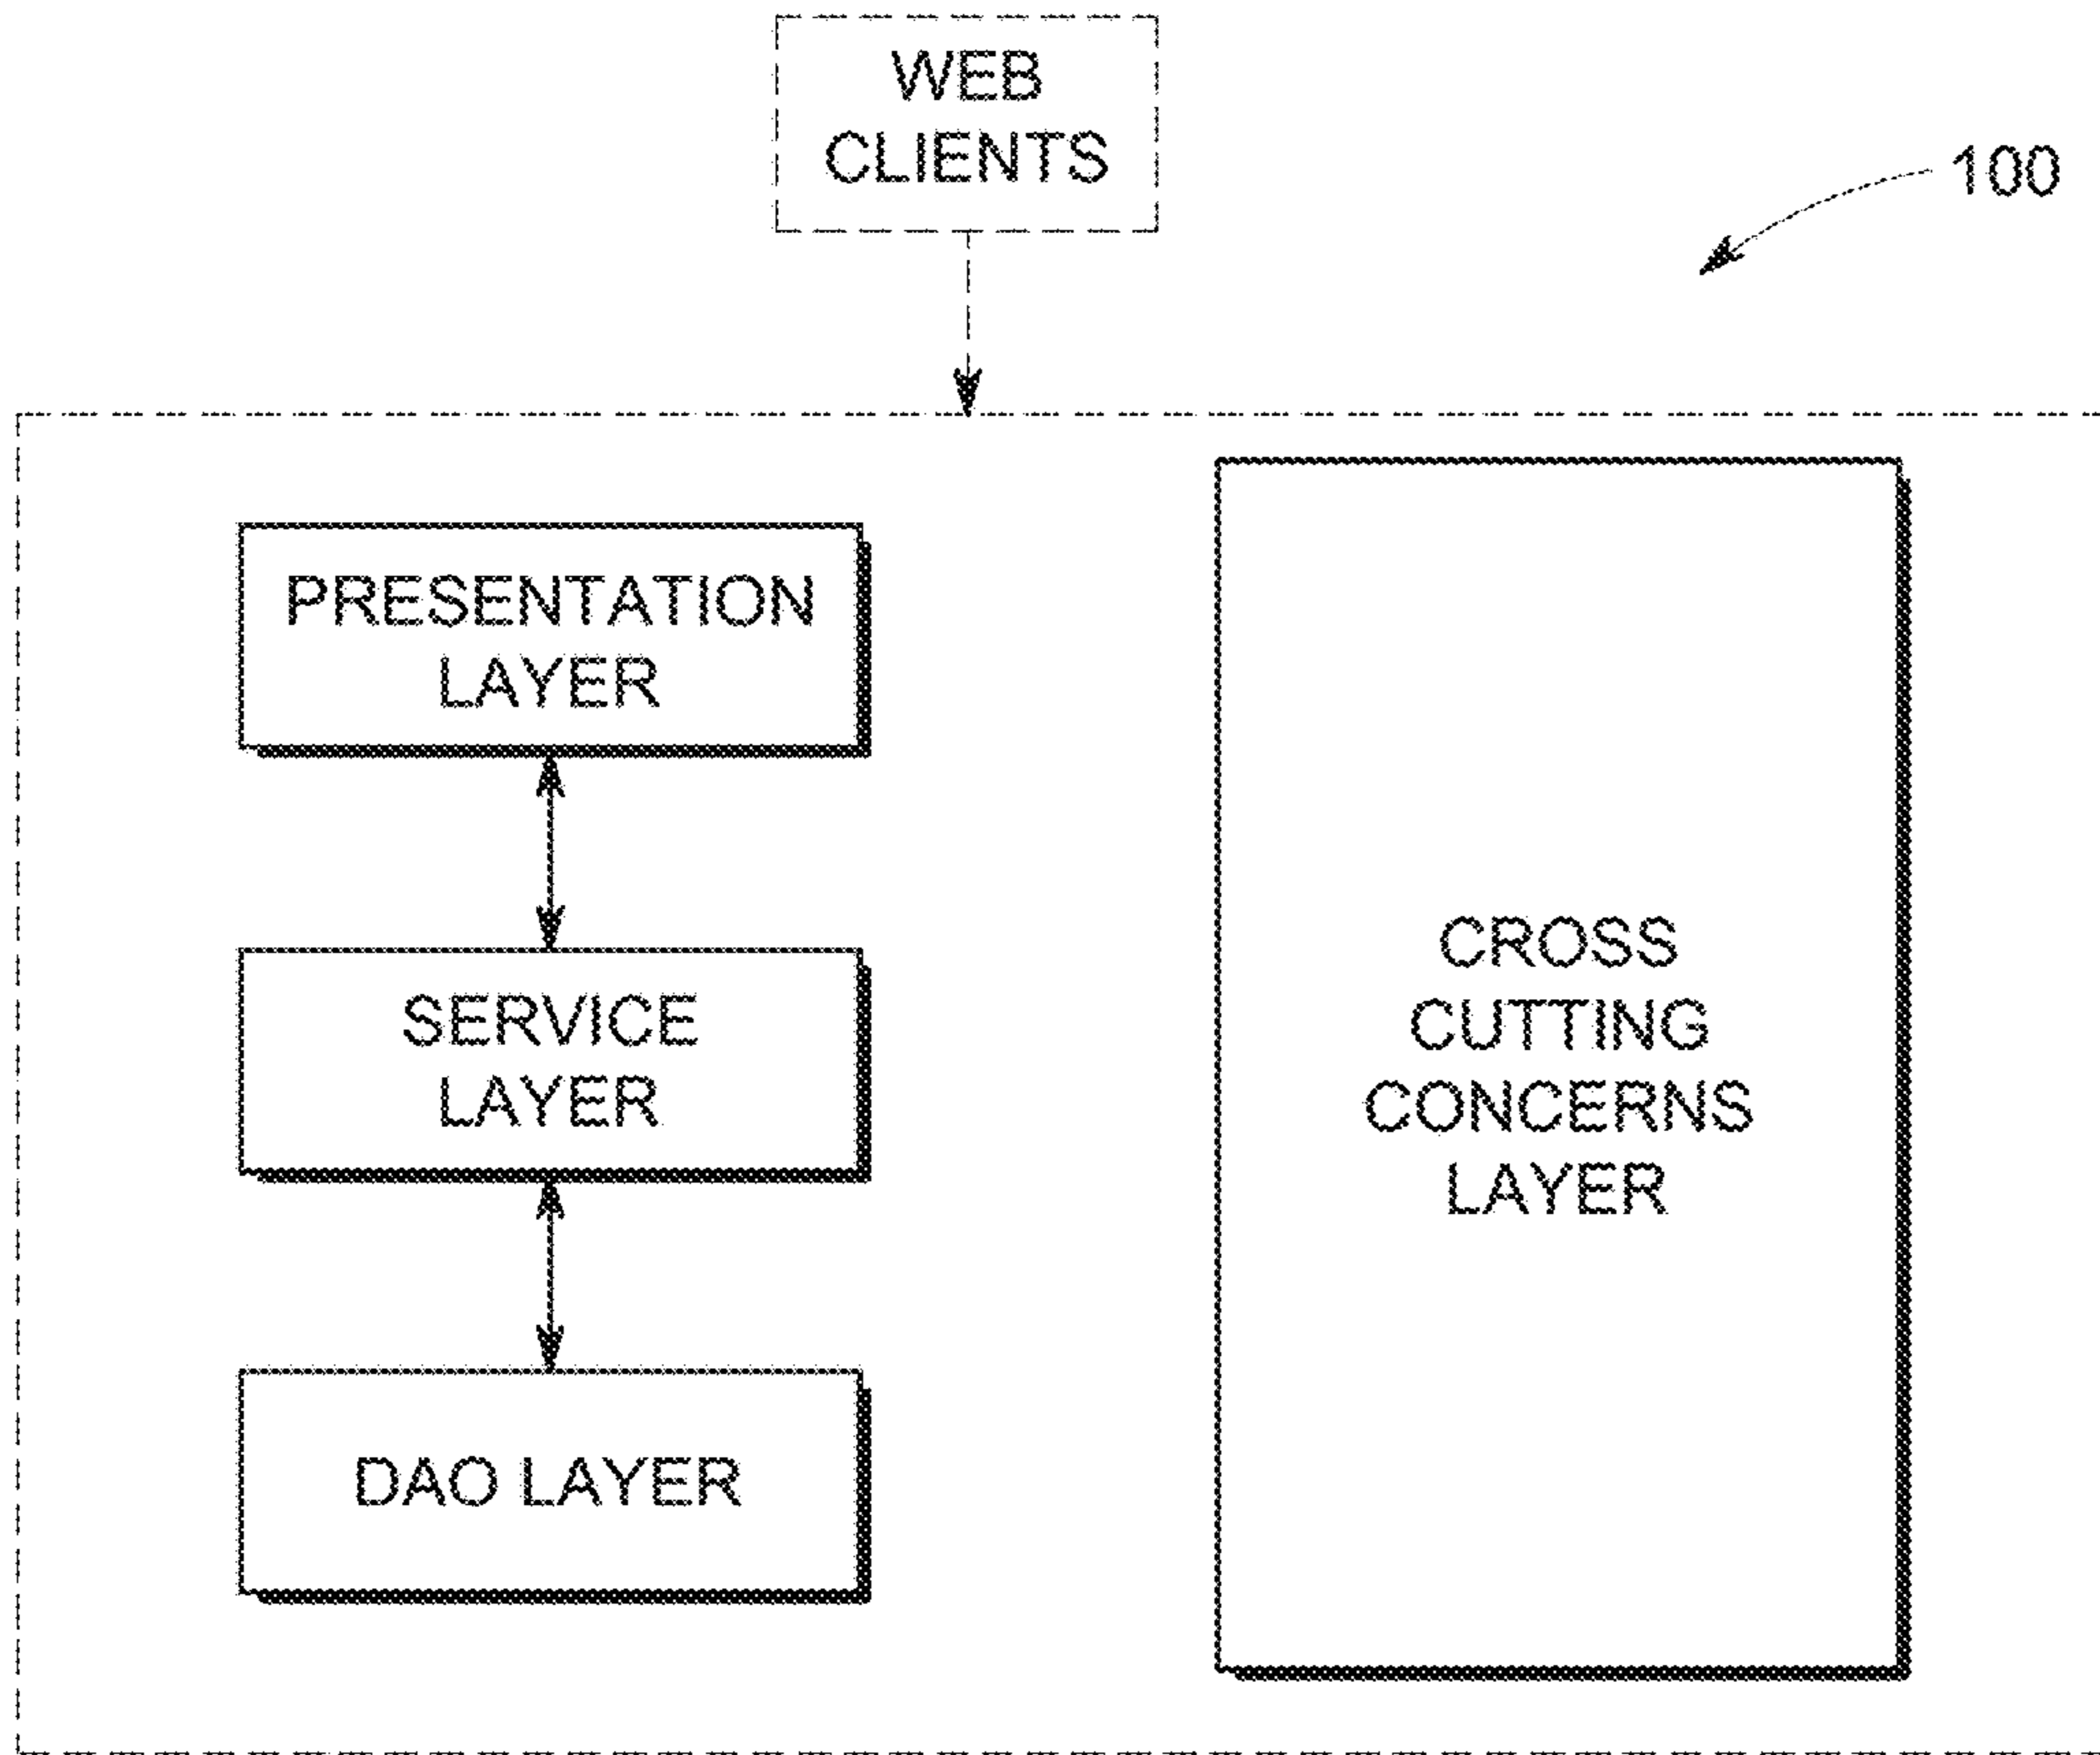 WEB
CLIENTS
100
PRESENTATION
LAYER
SERVICE
LAYER
DAO LAYER
CROSS
CUTTING
CONCERNS
LAYER